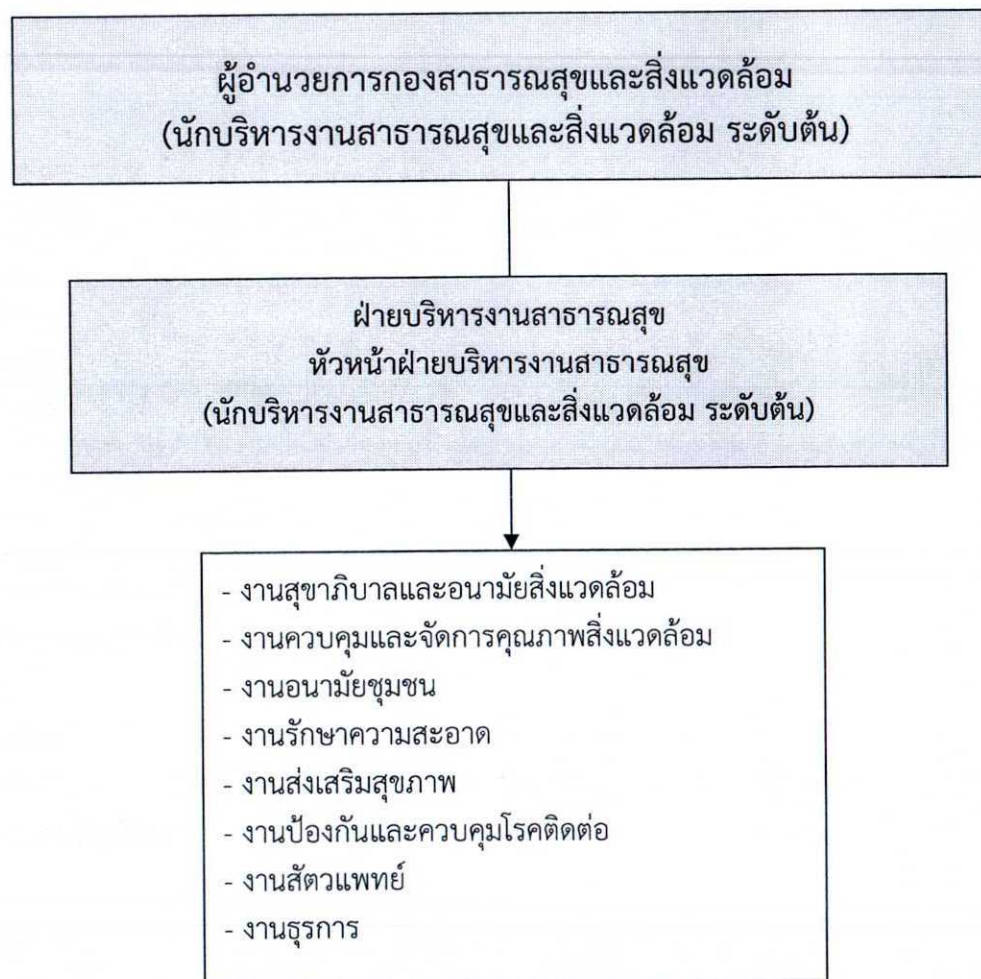 ผู้อำนวยการกองสาธารณสุขและสิ่งแวดล้อม
(นักบริหารงานสาธารณสุขและสิ่งแวดล้อม ระดับต้น)
ฝ่ายบริหารงานสาธารณสุข
หัวหน้าฝ่ายบริหารงานสาธารณสุข
(นักบริหารงานสาธารณสุขและสิ่งแวดล้อม ระดับต้น)
- งานสุขาภิบาลและอนามัยสิ่งแวดล้อม
- งานควบคุมและจัดการคุณภาพสิ่งแวดล้อม
- งานอนามัยชุมชน
- งานรักษาความสะอาด
- งานส่งเสริมสุขภาพ
- งานป้องกันและควบคุมโรคติดต่อ
- งานสัตวแพทย์
- งานธุรการ